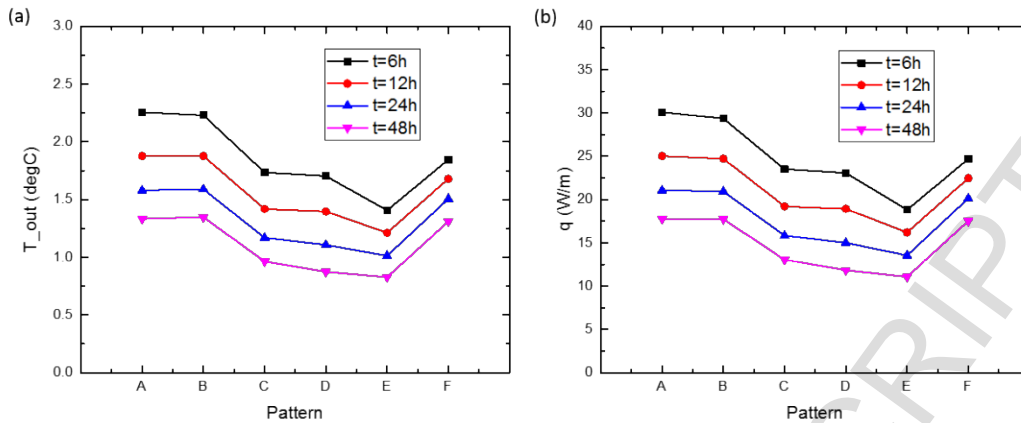 (a)
3.0
2.5
2.0
1.5
1.0
0.5
0.0
T_out (degC)
t=6h
t=12h
t=24h
t=48h
A B C D E F
Pattern
(b)
40
35
30
25
20
15
10
5
0
q (W/m)
t=6h
t=12h
t=24h
t=48h
A B C D E F
Pattern
CRIPT